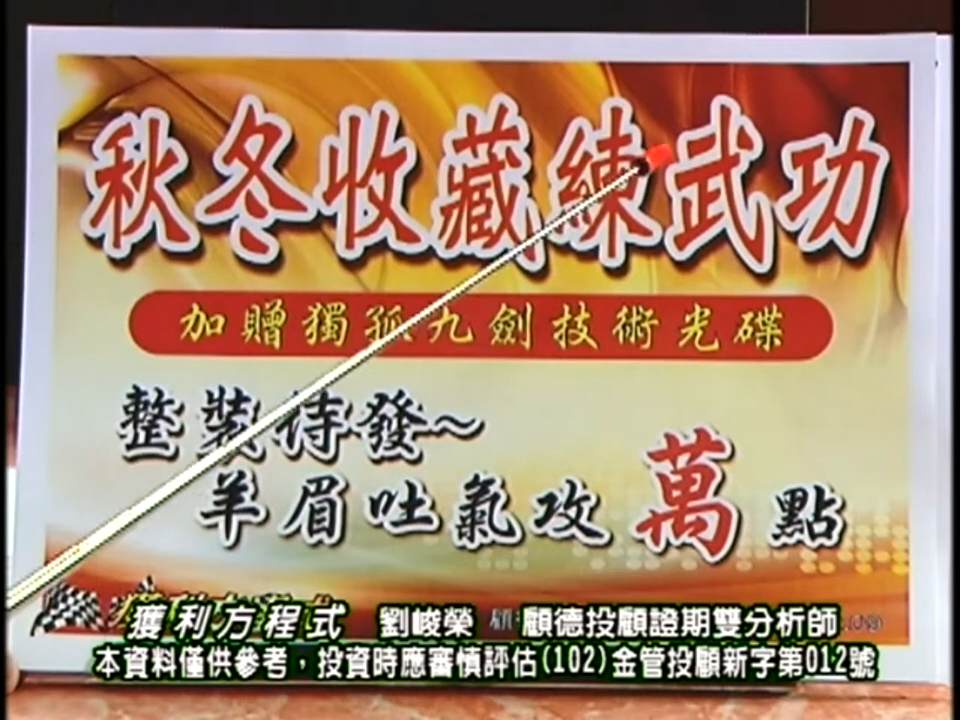 秋冬收藏練武功
加贈獨孤九劍技術光碟
整裝待發~
羊眉吐氣攻萬點
獲利方程式 劉峻榮 顧德投顧證期雙分析師
本資料僅供參考，投資時應審慎評估(102)金管投顧新字第012號